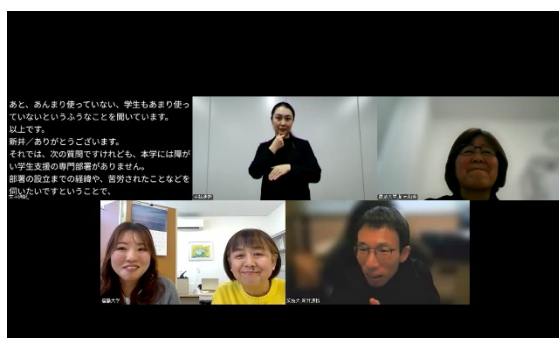 あと、あんまり使っていない、学生もあまり使っ
ていないというふうなことを聞いています。
以上です。
新井／ありがとうございます。
それでは、次の質問ですけれども、本学には障が
い学生支援の専門部署がありません。
部署の設立までの経緯や、苦労されたことなどを
伺いたいですということで、